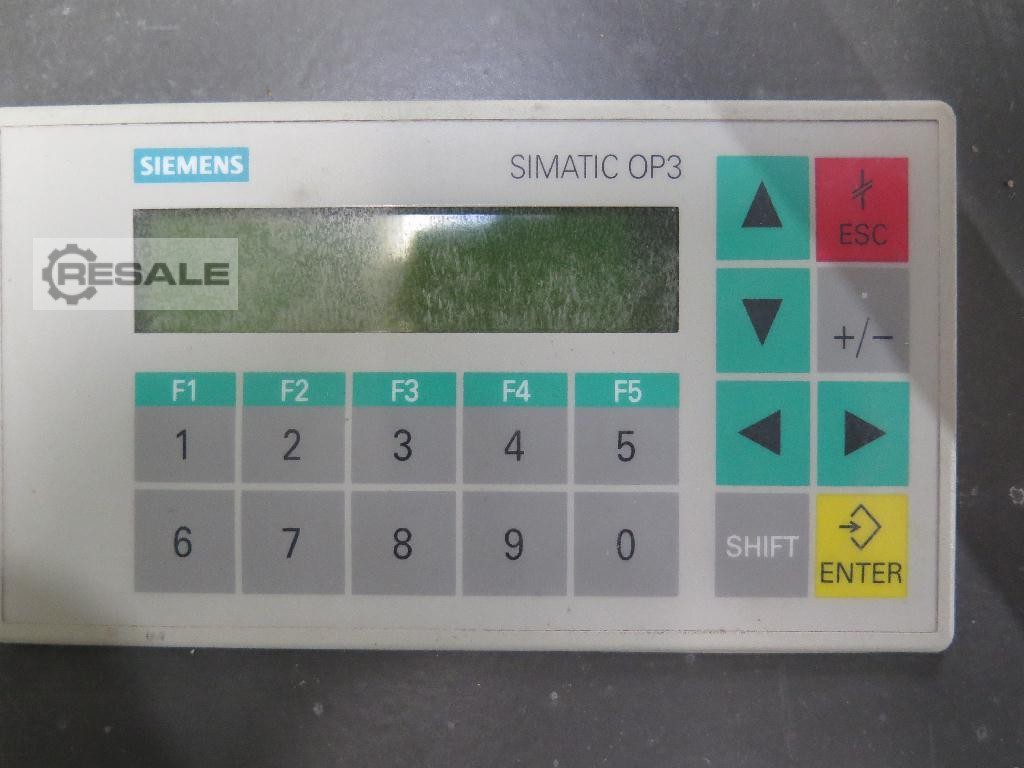 SIEMENS
SIMATIC OP3
ESC
RESALE
+/−
F1 F2 F3 F4 F5
1 2 3 4 5
6 7 8 9 0
SHIFT
ENTER